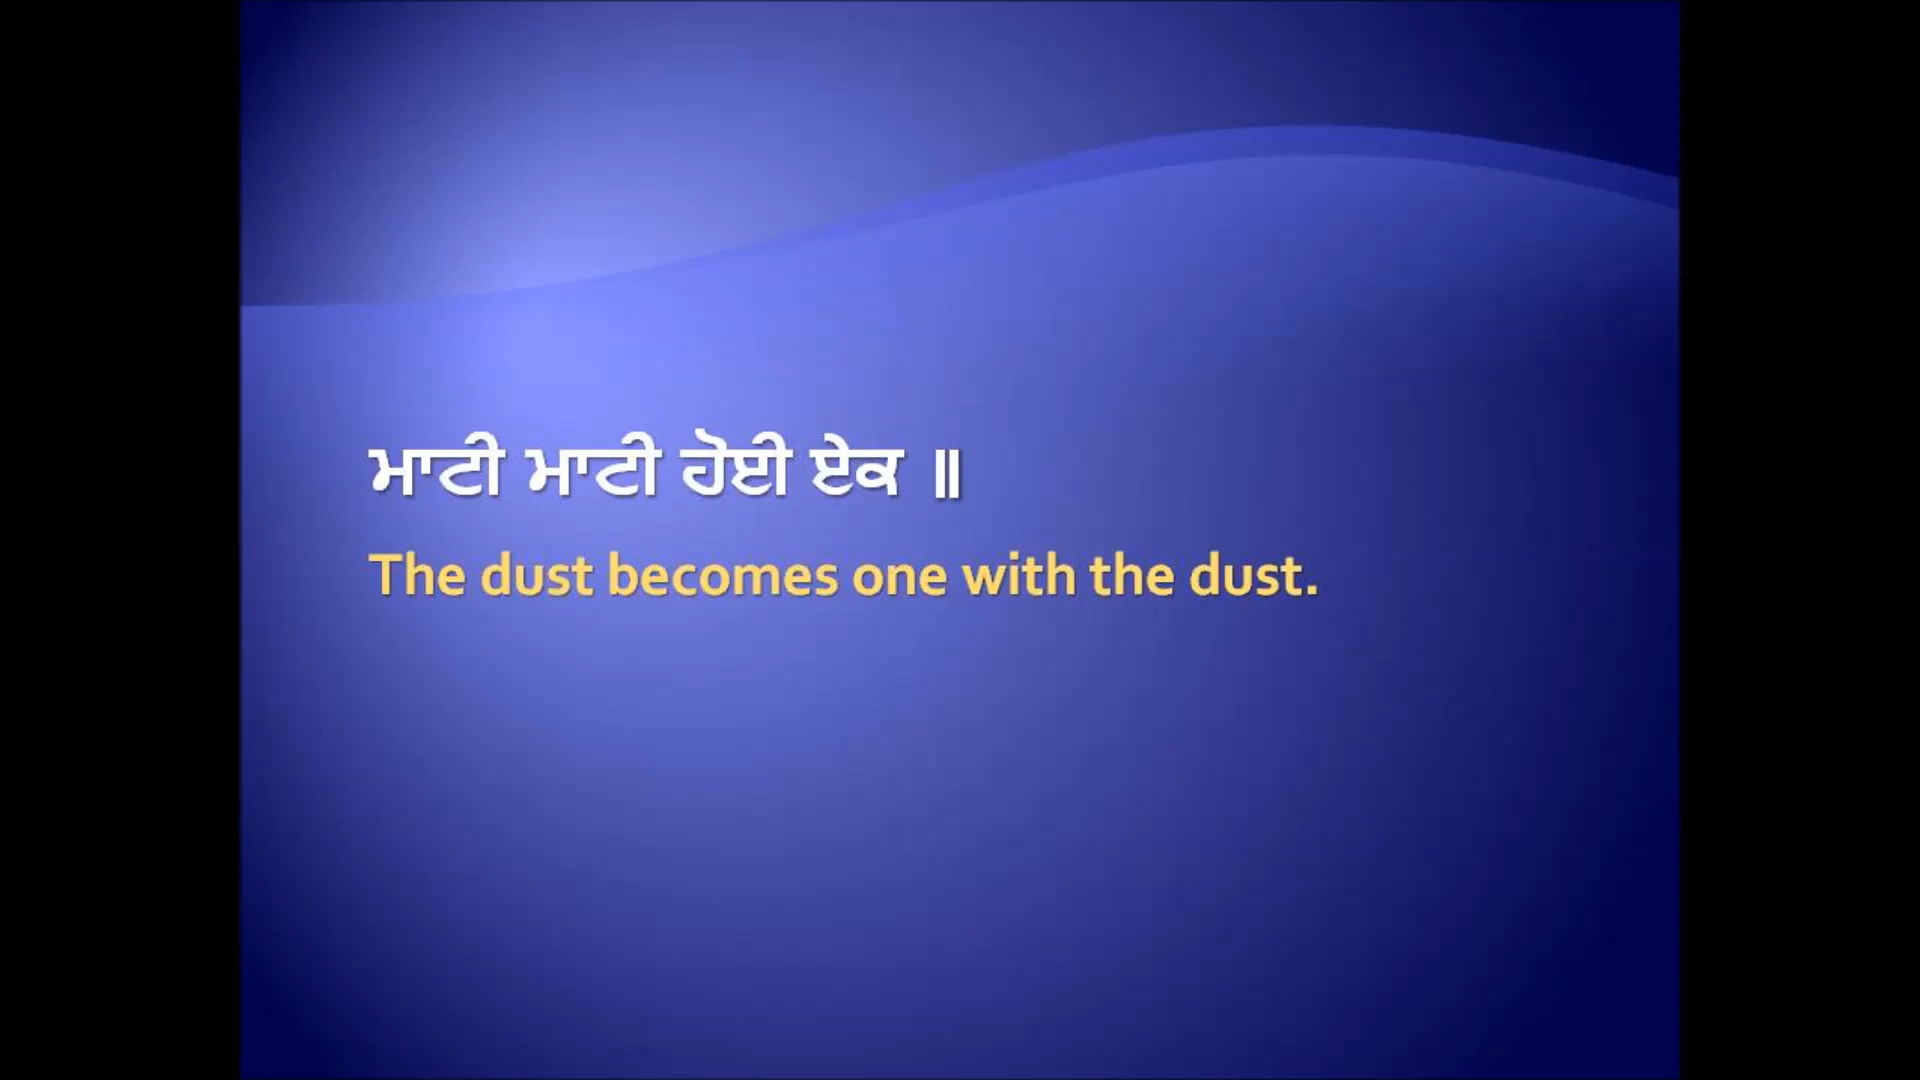 ਮਾਟੀ ਮਾਟੀ ਹੋਈ ਏਕ ॥
The dust becomes one with the dust.